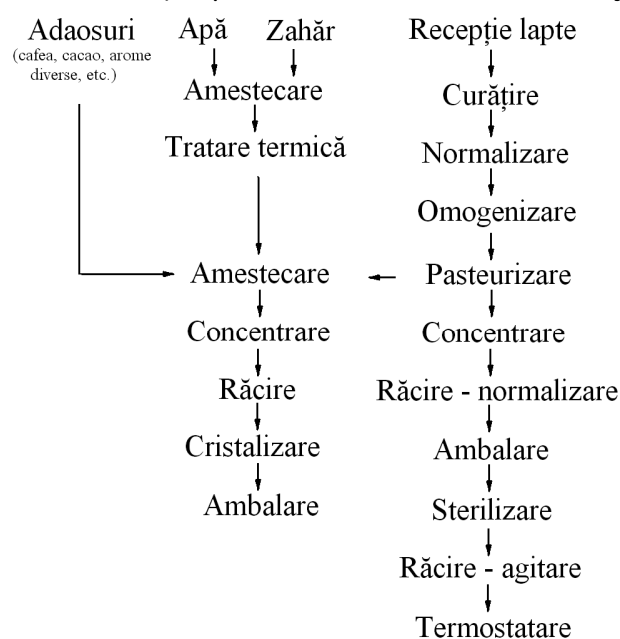 Adaosuri
(cafea, cacao, arome
diverse, etc.)
Apă
Zahăr
Amestecare
Tratare termică
Amestecare
Concentrare
Răcire
Cristalizare
Ambalare
Recepție lapte
Curățire
Normalizare
Omogenizare
Pasteurizare
Concentrare
Răcire - normalizare
Ambalare
Sterilizare
Răcire - agitare
Termostatare